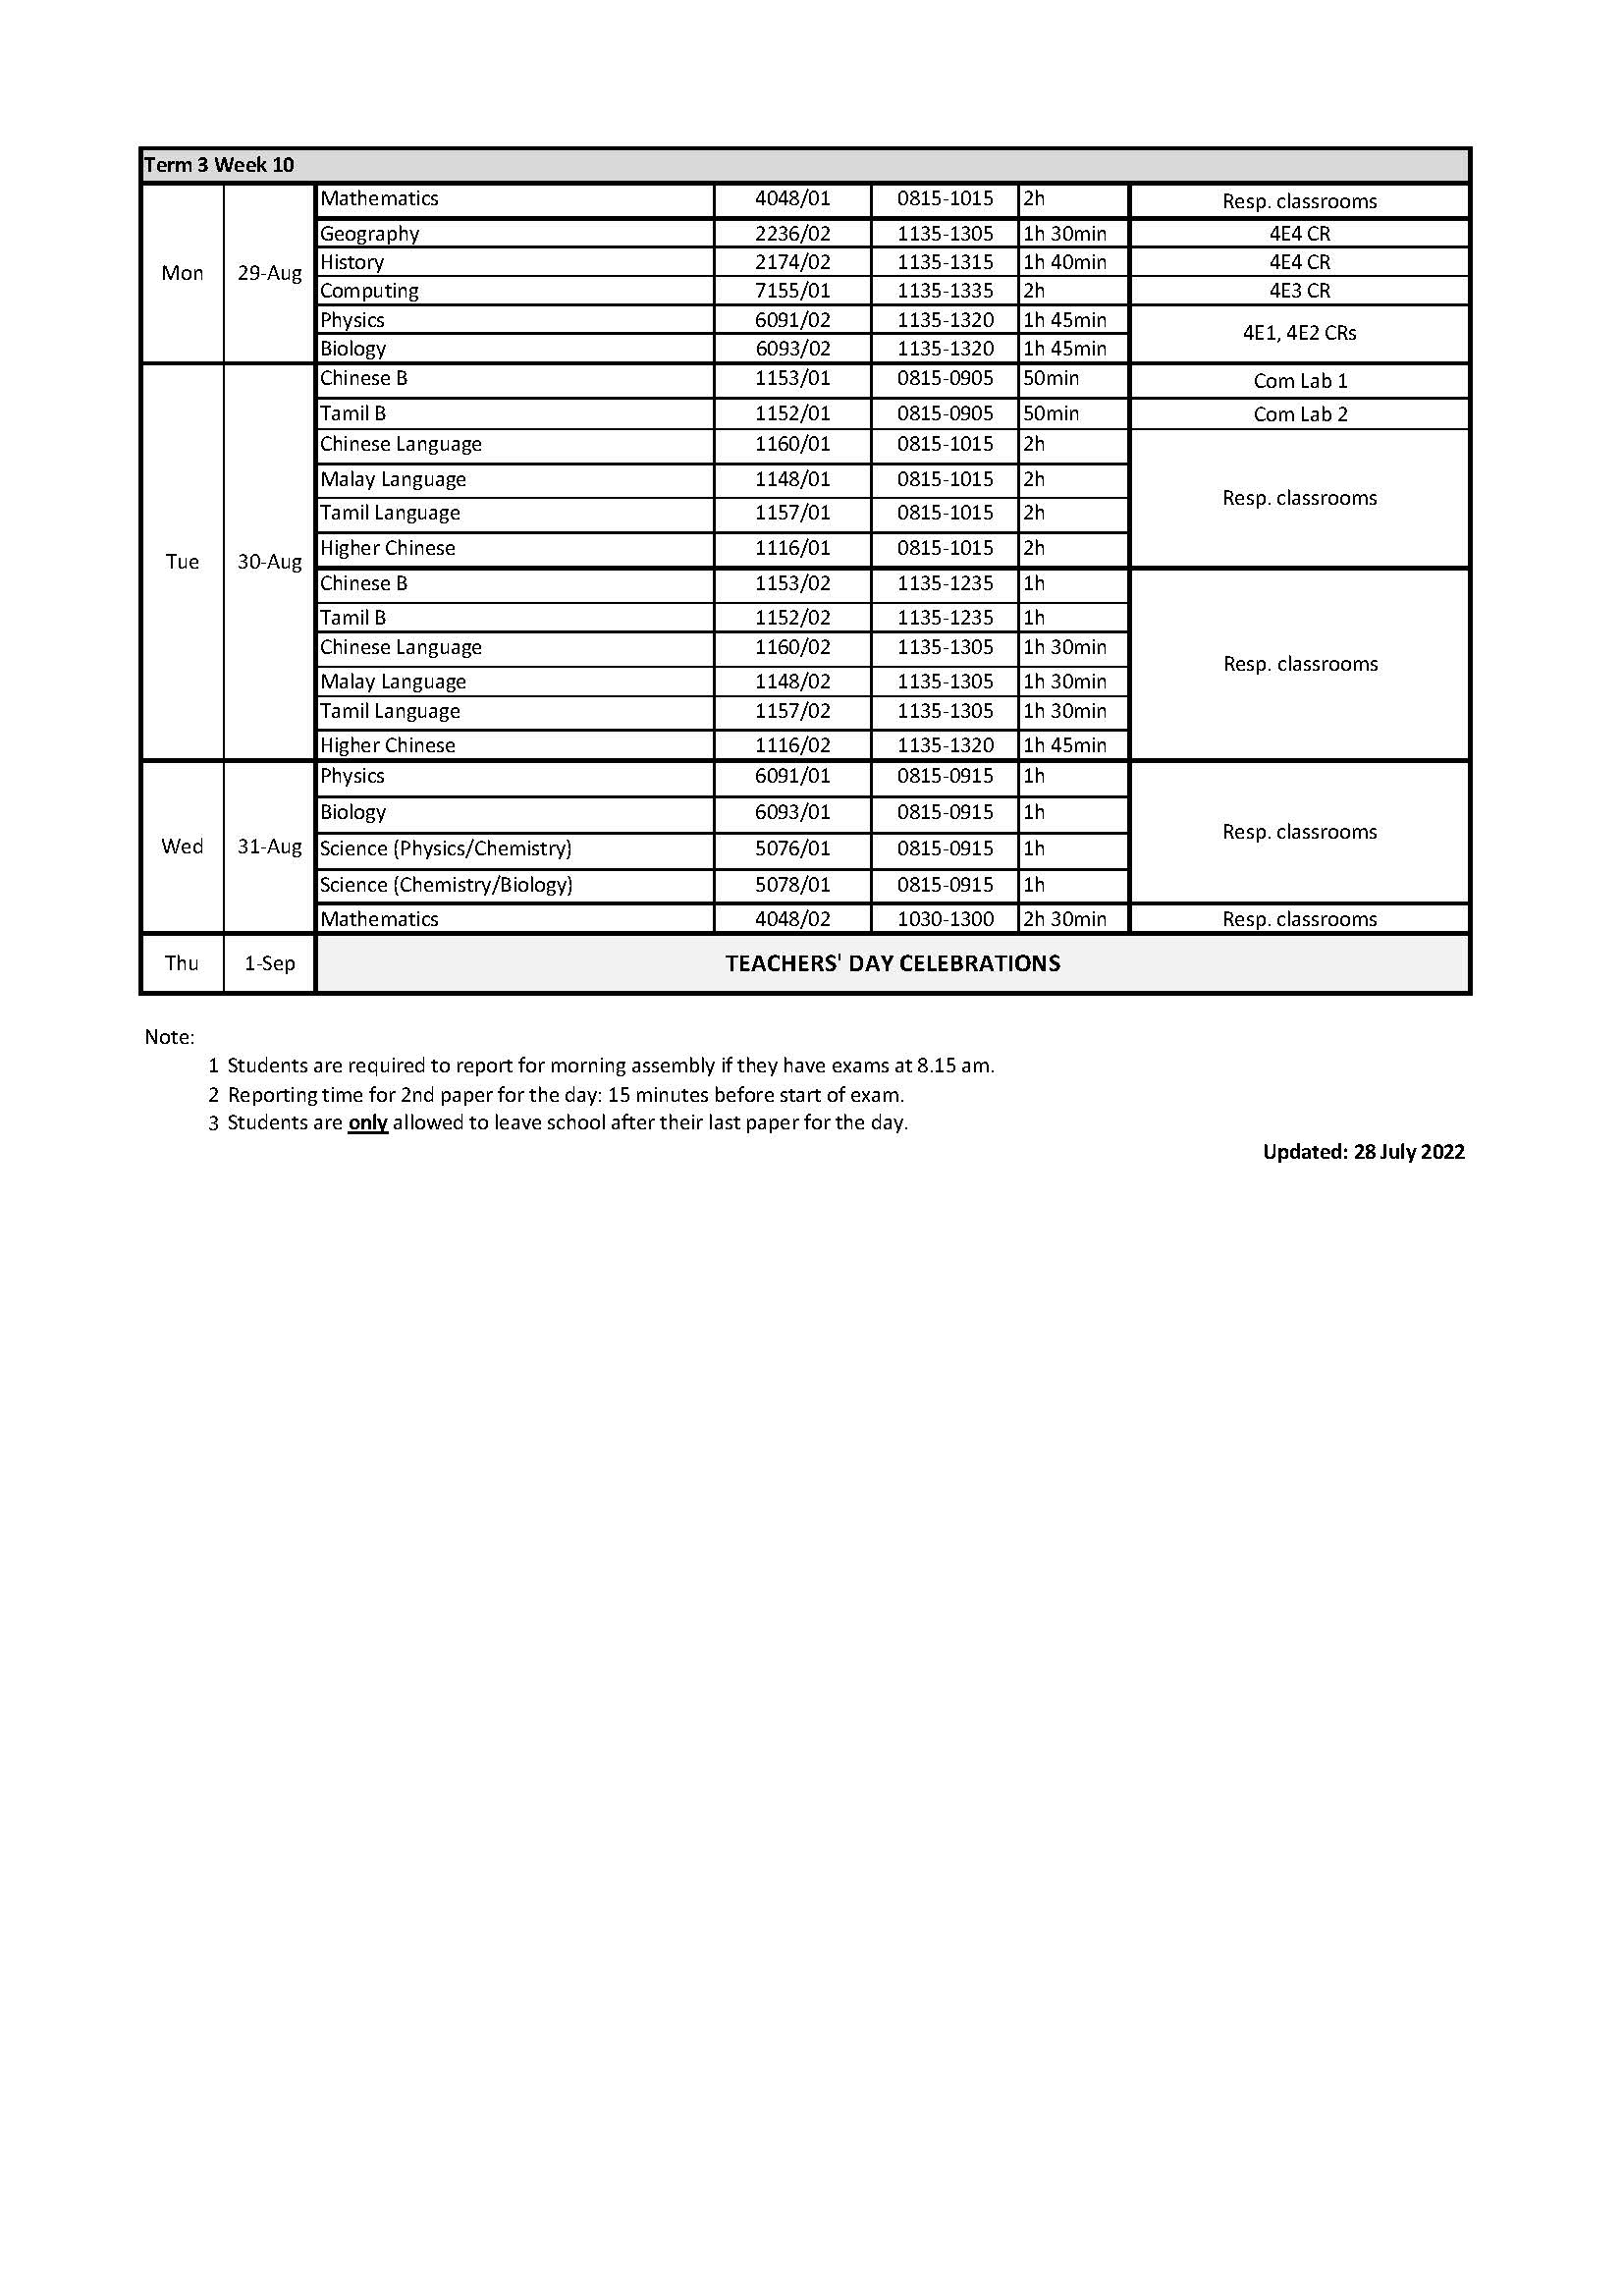 Term 3 Week 10
Mon 29-Aug Mathematics 4048/01 0815-1015 2h Resp. classrooms
Geography 2236/02 1135-1305 1h 30min 4E4 CR
History 2174/02 1135-1315 1h 40min 4E4 CR
Computing 7155/01 1135-1335 2h 4E3 CR
Physics 6091/02 1135-1320 1h 45min 4E1, 4E2 CRs
Biology 6093/02 1135-1320 1h 45min
Tue 30-Aug Chinese B 1153/01 0815-0905 50min Com Lab 1
Tamil B 1152/01 0815-0905 50min Com Lab 2
Chinese Language 1160/01 0815-1015 2h Resp. classrooms
Malay Language 1148/01 0815-1015 2h
Tamil Language 1157/01 0815-1015 2h
Higher Chinese 1116/01 0815-1015 2h
Chinese B 1153/02 1135-1235 1h Resp. classrooms
Tamil B 1152/02 1135-1235 1h
Chinese Language 1160/02 1135-1305 1h 30min
Malay Language 1148/02 1135-1305 1h 30min
Tamil Language 1157/02 1135-1305 1h 30min
Higher Chinese 1116/02 1135-1320 1h 45min
Wed 31-Aug Physics 6091/01 0815-0915 1h Resp. classrooms
Biology 6093/01 0815-0915 1h
Science (Physics/Chemistry) 5076/01 0815-0915 1h
Science (Chemistry/Biology) 5078/01 0815-0915 1h
Mathematics 4048/02 1030-1300 2h 30min Resp. classrooms
Thu 1-Sep TEACHERS' DAY CELEBRATIONS
Note:
1 Students are required to report for morning assembly if they have exams at 8.15 am.
2 Reporting time for 2nd paper for the day: 15 minutes before start of exam.
3 Students are only allowed to leave school after their last paper for the day.
Updated: 28 July 2022